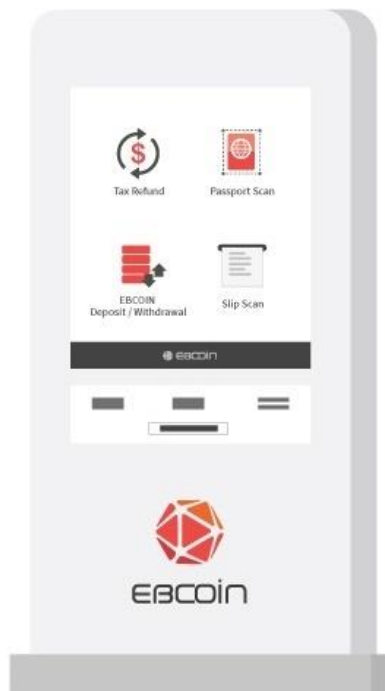 $
Tax Refund
Passport Scan
EBCOIN
Deposit / Withdrawal
Slip Scan
EBCOIN
EBCOIN